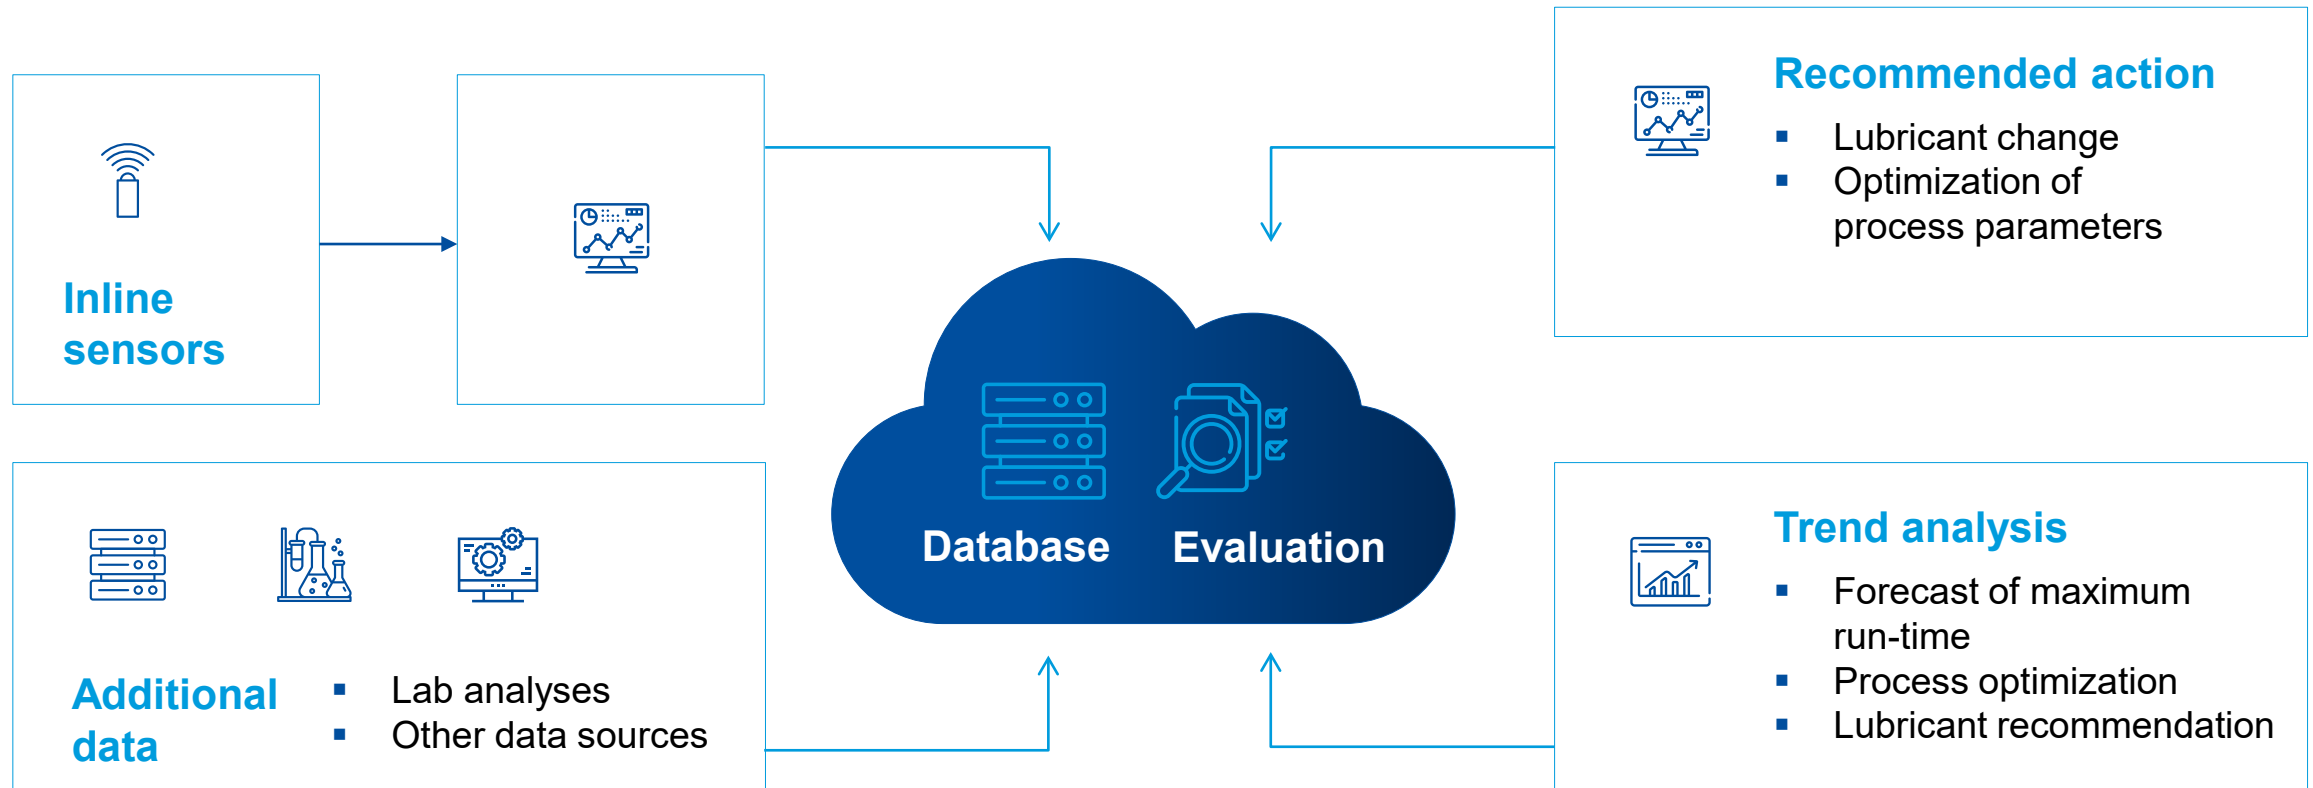 Inline
sensors
Additional
data
Lab analyses
Other data sources
Database
Evaluation
Recommended action
Lubricant change
Optimization of
process parameters
Trend analysis
Forecast of maximum
run-time
Process optimization
Lubricant recommendation